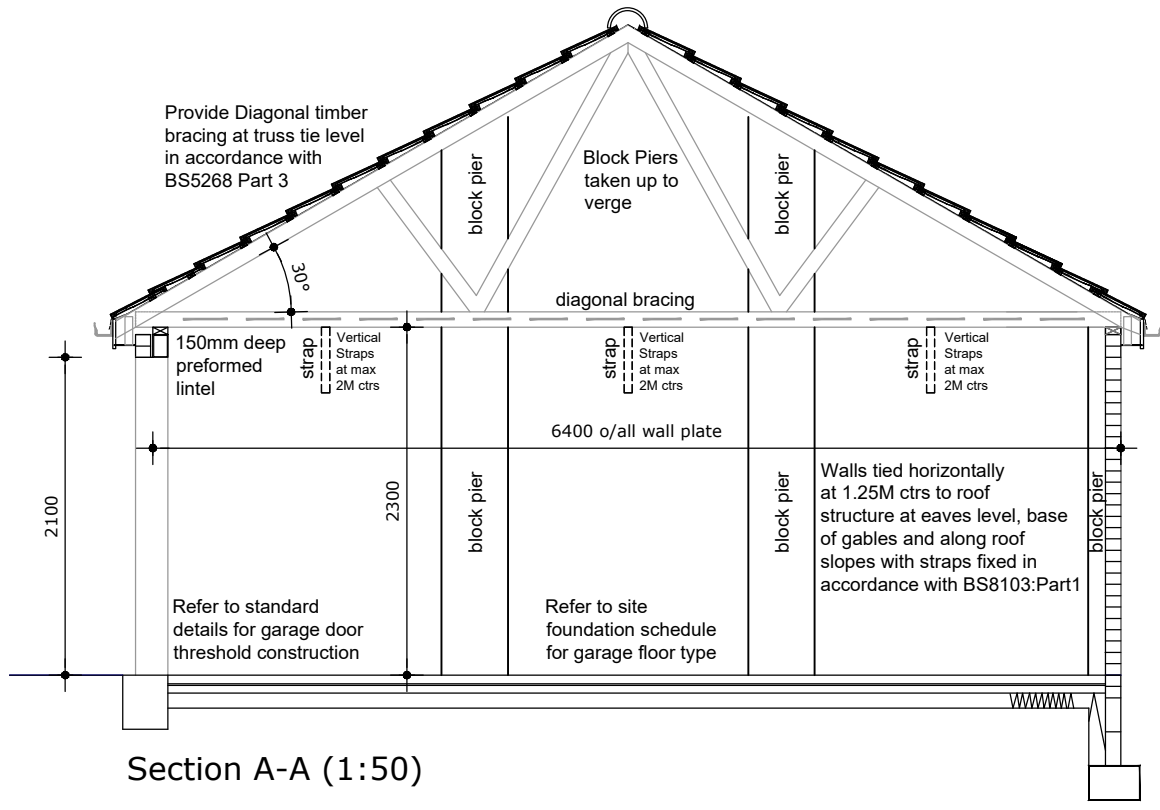 Provide Diagonal timber
bracing at truss tie level
in accordance with
BS5268 Part 3
block pier
Block Piers
taken up to
verge
block pier
30°
diagonal bracing
150mm deep
preformed
lintel
strap
Vertical
Straps
at max
2M ctrs
strap
Vertical
Straps
at max
2M ctrs
strap
Vertical
Straps
at max
2M ctrs
6400 o/all wall plate
2100
2300
block pier
block pier
Walls tied horizontally
at 1.25M ctrs to roof
structure at eaves level, base
of gables and along roof
slopes with straps fixed in
accordance with BS8103:Part1
block pier
Refer to standard
details for garage door
threshold construction
Refer to site
foundation schedule
for garage floor type
Section A-A (1:50)